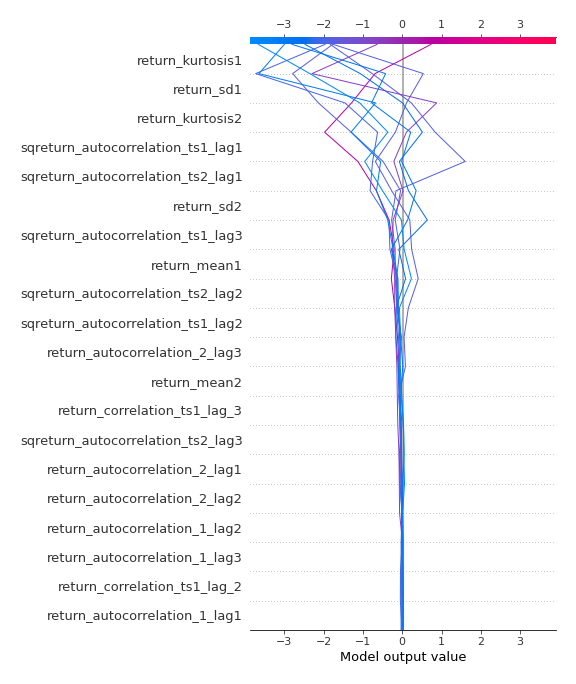 −3 −2 −1 0 1 2 3
return_kurtosis1
return_sd1
return_kurtosis2
sqreturn_autocorrelation_ts1_lag1
sqreturn_autocorrelation_ts2_lag1
return_sd2
sqreturn_autocorrelation_ts1_lag3
return_mean1
sqreturn_autocorrelation_ts2_lag2
sqreturn_autocorrelation_ts1_lag2
return_autocorrelation_2_lag3
return_mean2
return_correlation_ts1_lag_3
sqreturn_autocorrelation_ts2_lag3
return_autocorrelation_2_lag1
return_autocorrelation_2_lag2
return_autocorrelation_1_lag2
return_autocorrelation_1_lag3
return_correlation_ts1_lag_2
return_autocorrelation_1_lag1
−3 −2 −1 0 1 2 3
Model output value